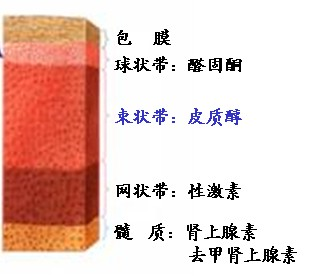 包 膜
球状带：醛固酮
束状带：皮质醇
网状带：性激素
髓 质：肾上腺素
去甲肾上腺素